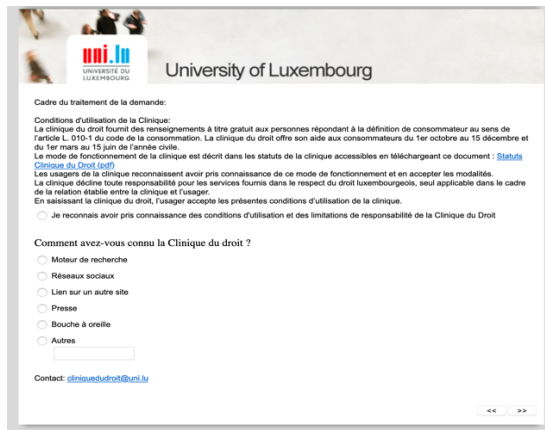 uni.lu
UNIVERSITÉ DU
LUXEMBOURG
University of Luxembourg
Cadre du traitement de la demande:
Conditions d'utilisation de la Clinique:
La clinique du droit fournit des renseignements à titre gratuit aux personnes répondant à la définition de consommateur au sens de
l'article L. 010-1 du code de la consommation. La clinique du droit offre son aide aux consommateurs du 1er octobre au 15 décembre et
du 1er mars au 15 juin de l'année civile.
Le mode de fonctionnement de la clinique est décrit dans les statuts de la clinique accessibles en téléchargeant ce document : Statuts
Clinique du Droit (pdf)
Les usagers de la clinique reconnaissent avoir pris connaissance de ce mode de fonctionnement et en accepter les modalités.
La clinique décline toute responsabilité pour les services fournis dans le respect du droit luxembourgeois, seul applicable dans le cadre
de la relation établie entre la clinique et l'usager.
En saisissant la clinique du droit, l'usager accepte les présentes conditions d'utilisation de la clinique.
Je reconnais avoir pris connaissance des conditions d'utilisation et des limitations de responsabilité de la Clinique du Droit
Comment avez-vous connu la Clinique du droit ?
Moteur de recherche
Réseaux sociaux
Lien sur un autre site
Presse
Bouche à oreille
Autres
Contact: cliniquedudroit@uni.lu
<< >>